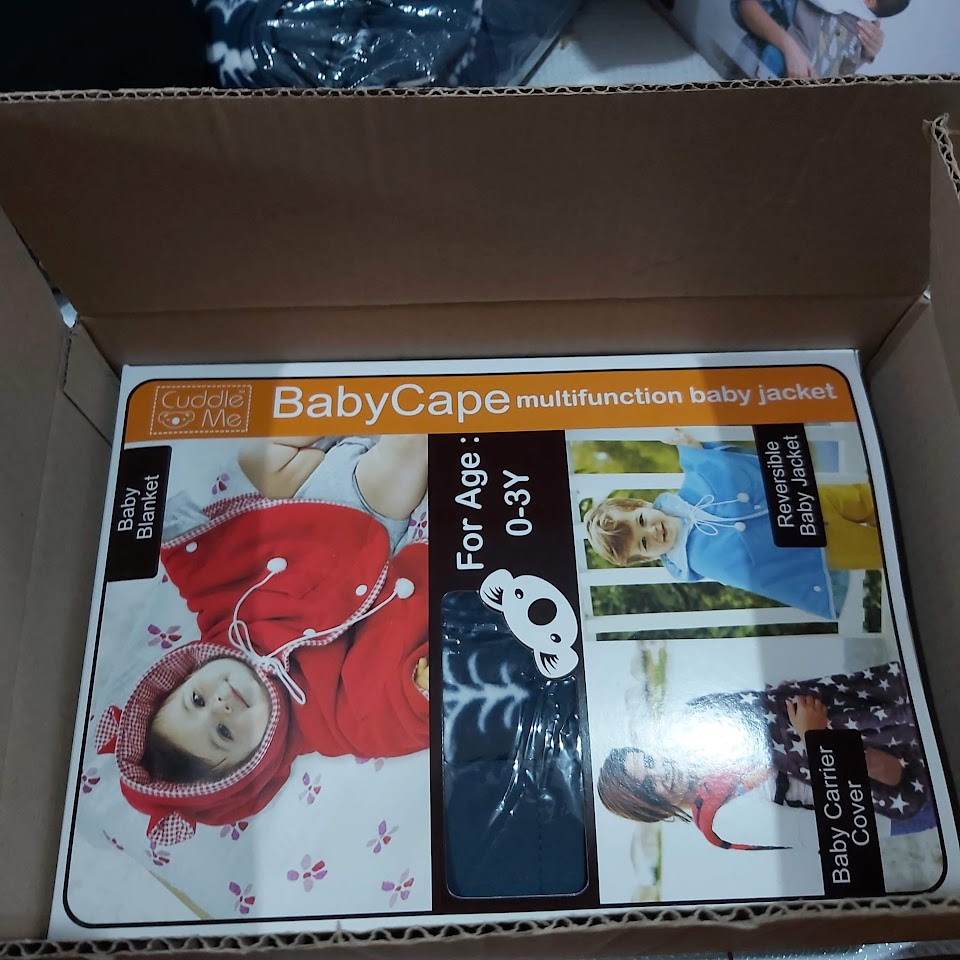 Cuddle
Me
BabyCape multifunction baby jacket
Baby
Blanket
For Age :
0-3Y
Reversible
Baby Jacket
Baby Carrier
Cover